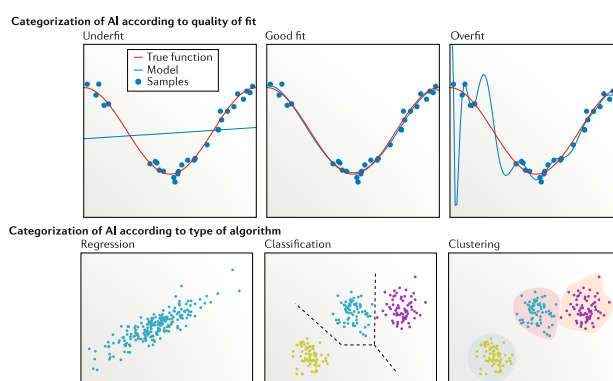 Categorization of AI according to quality of fit
Underfit
Good fit
Overfit
True function
Model
Samples
Categorization of AI according to type of algorithm
Regression
Classification
Clustering